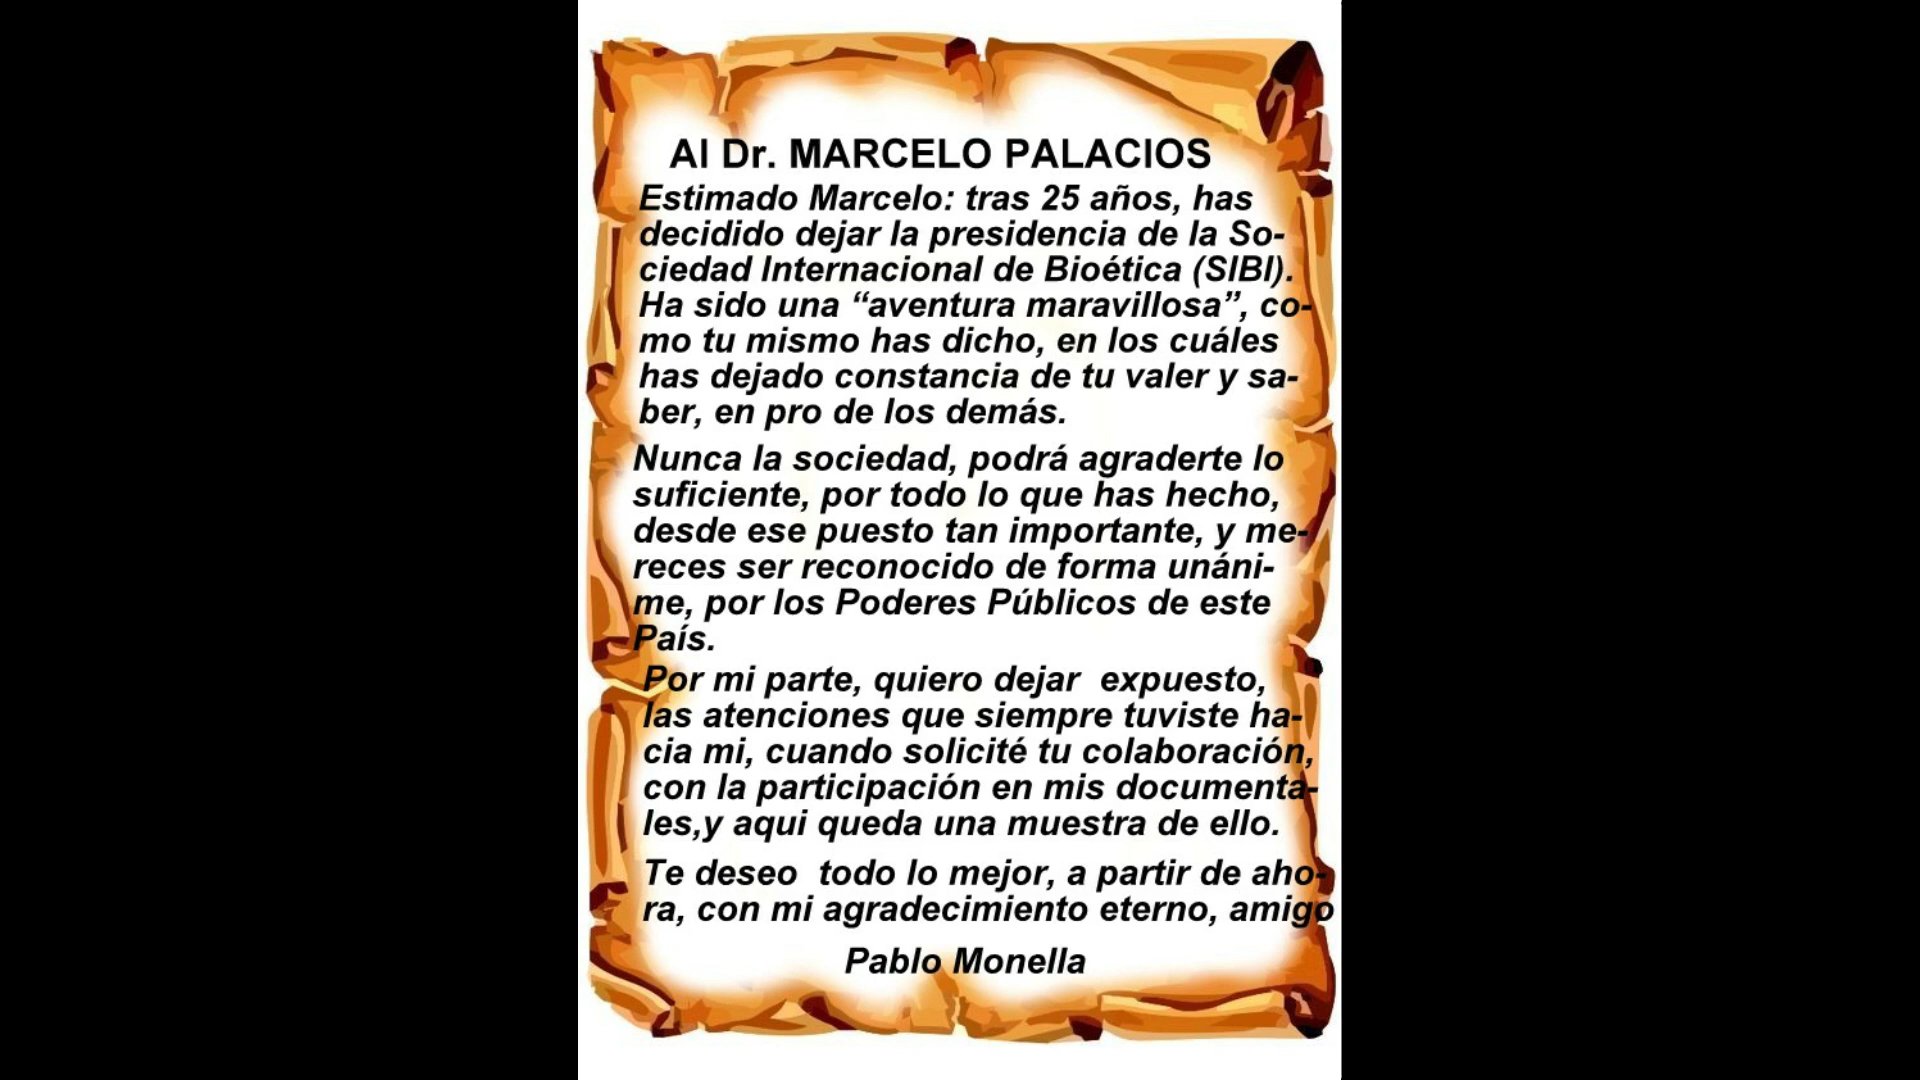 Al Dr. MARCELO PALACIOS
Estimado Marcelo: tras 25 años, has
decidido dejar la presidencia de la So-
ciedad Internacional de Bioética (SIBI).
Ha sido una “aventura maravillosa”, co-
mo tu mismo has dicho, en los cuáles
has dejado constancia de tu valer y sa-
ber, en pro de los demás.
Nunca la sociedad, podrá agraderte lo
suficiente, por todo lo que has hecho,
desde ese puesto tan importante, y me-
reces ser reconocido de forma unáni-
me, por los Poderes Públicos de este
País.
Por mi parte, quiero dejar  expuesto,
las atenciones que siempre tuviste ha-
cia mi, cuando solicité tu colaboración,
con la participación en mis documenta-
les,y aqui queda una muestra de ello.
Te deseo  todo lo mejor, a partir de aho-
ra, con mi agradecimiento eterno, amigo
Pablo Monella